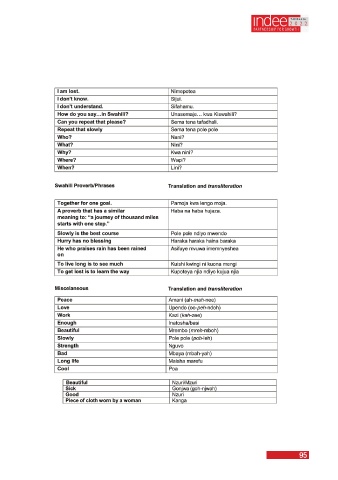 indee
2023
I am lost. Nimepotea
I don't know. Sijui.
I don't understand. Sifahamu.
How do you say…in Swahili? Unasemaje… kwa Kiswahili?
Can you repeat that please? Sema tena tafadhali.
Repeat that slowly Sema tena pole pole
Who? Nani?
What? Nini?
Why? Kwa nini?
Where? Wapi?
When? Lini?
Swahili Proverb/Phrases Translation and transliteration
Together for one goal. Pamoja kwa lengo moja.
A proverb that has a similar Haba na haba hujaza.
meaning to: "a journey of thousand miles
starts with one step."
Slowly is the best course Pole pole ndiyo mwendo
Hurry has no blessing Haraka haraka haina baraka
He who praises rain has been rained Asifuye mvuwa imemnyeshea
on
To live long is to see much Kuishi kwingi ni kuona mengi
To get lost is to learn the way Kupoteya njia ndiyo kujua njia
Miscelaneous Translation and transliteration
Peace Amani (ah-mah-nee)
Love Upendo (oo-peh-ndoh)
Work Kazi (kah-zee)
Enough Inatosha/basi
Beautiful Mrembo (mreh-mboh)
Slowly Pole pole (poh-leh)
Strength Nguvu
Bad Mbaya (mbah-yah)
Long life Maisha marefu
Cool Poa
Beautiful Nzuri/Mzuri
Sick Gonjwa (goh-njwah)
Good Nzuri
Piece of cloth worn by a woman Kanga
95